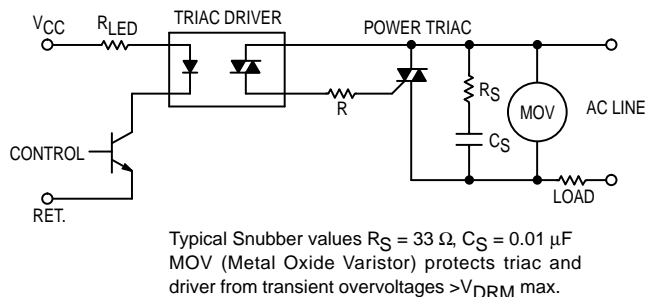 TRIAC DRIVER
POWER TRIAC
VCC
RLED
R
RS
CS
MOV
AC LINE
CONTROL
RET.
LOAD
Typical Snubber values RS = 33 Ω, CS = 0.01 μF
MOV (Metal Oxide Varistor) protects triac and
driver from transient overvoltages >VDRM max.